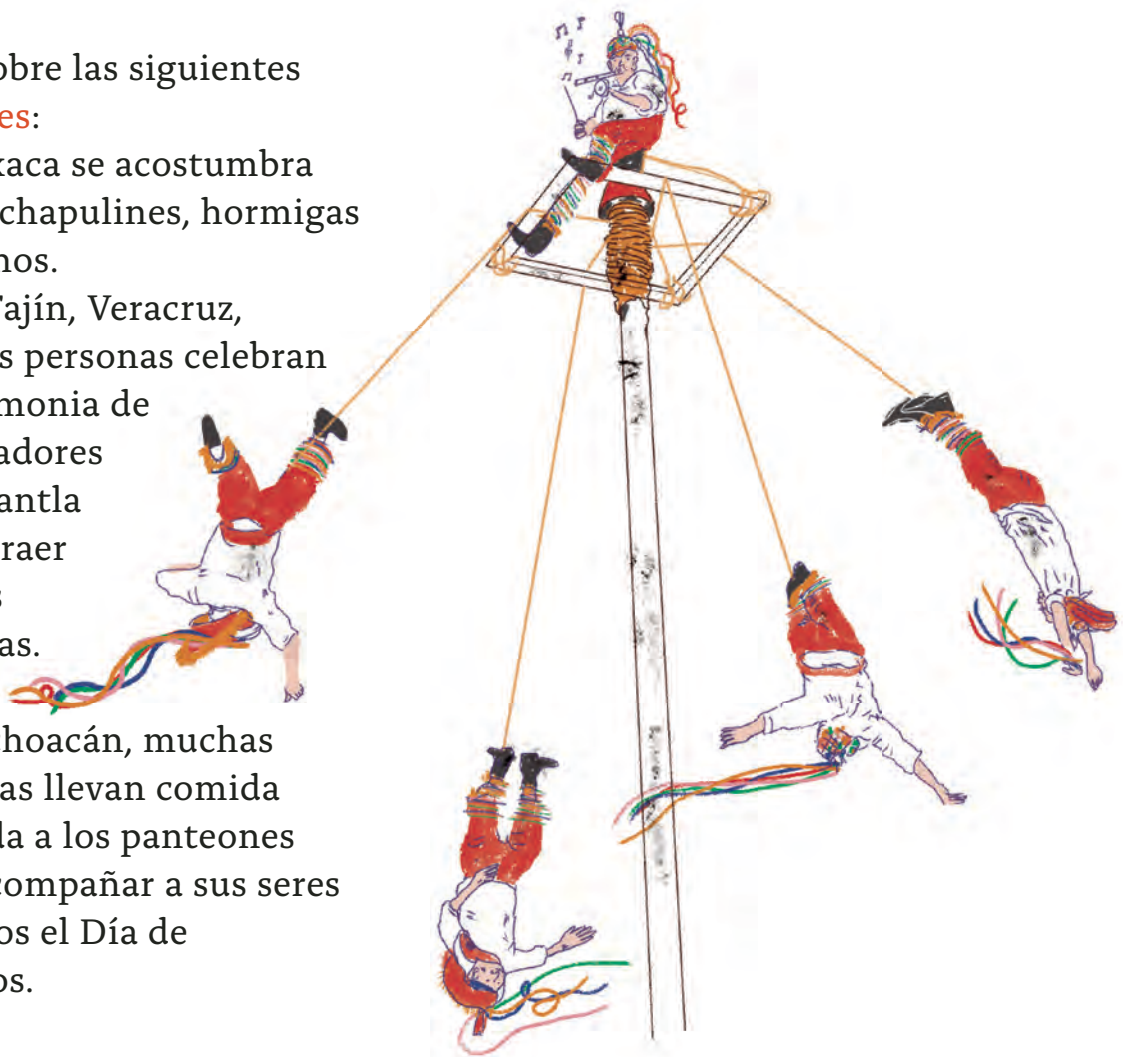 obre las siguientes
es:
xaca se acostumbra
chapulines, hormigas
nos.
Tajín, Veracruz,
s personas celebran
monia de
adores
antla
raer
s
as.
choacán, muchas
as llevan comida
da a los panteones
compañar a sus seres
os el Día de
os.